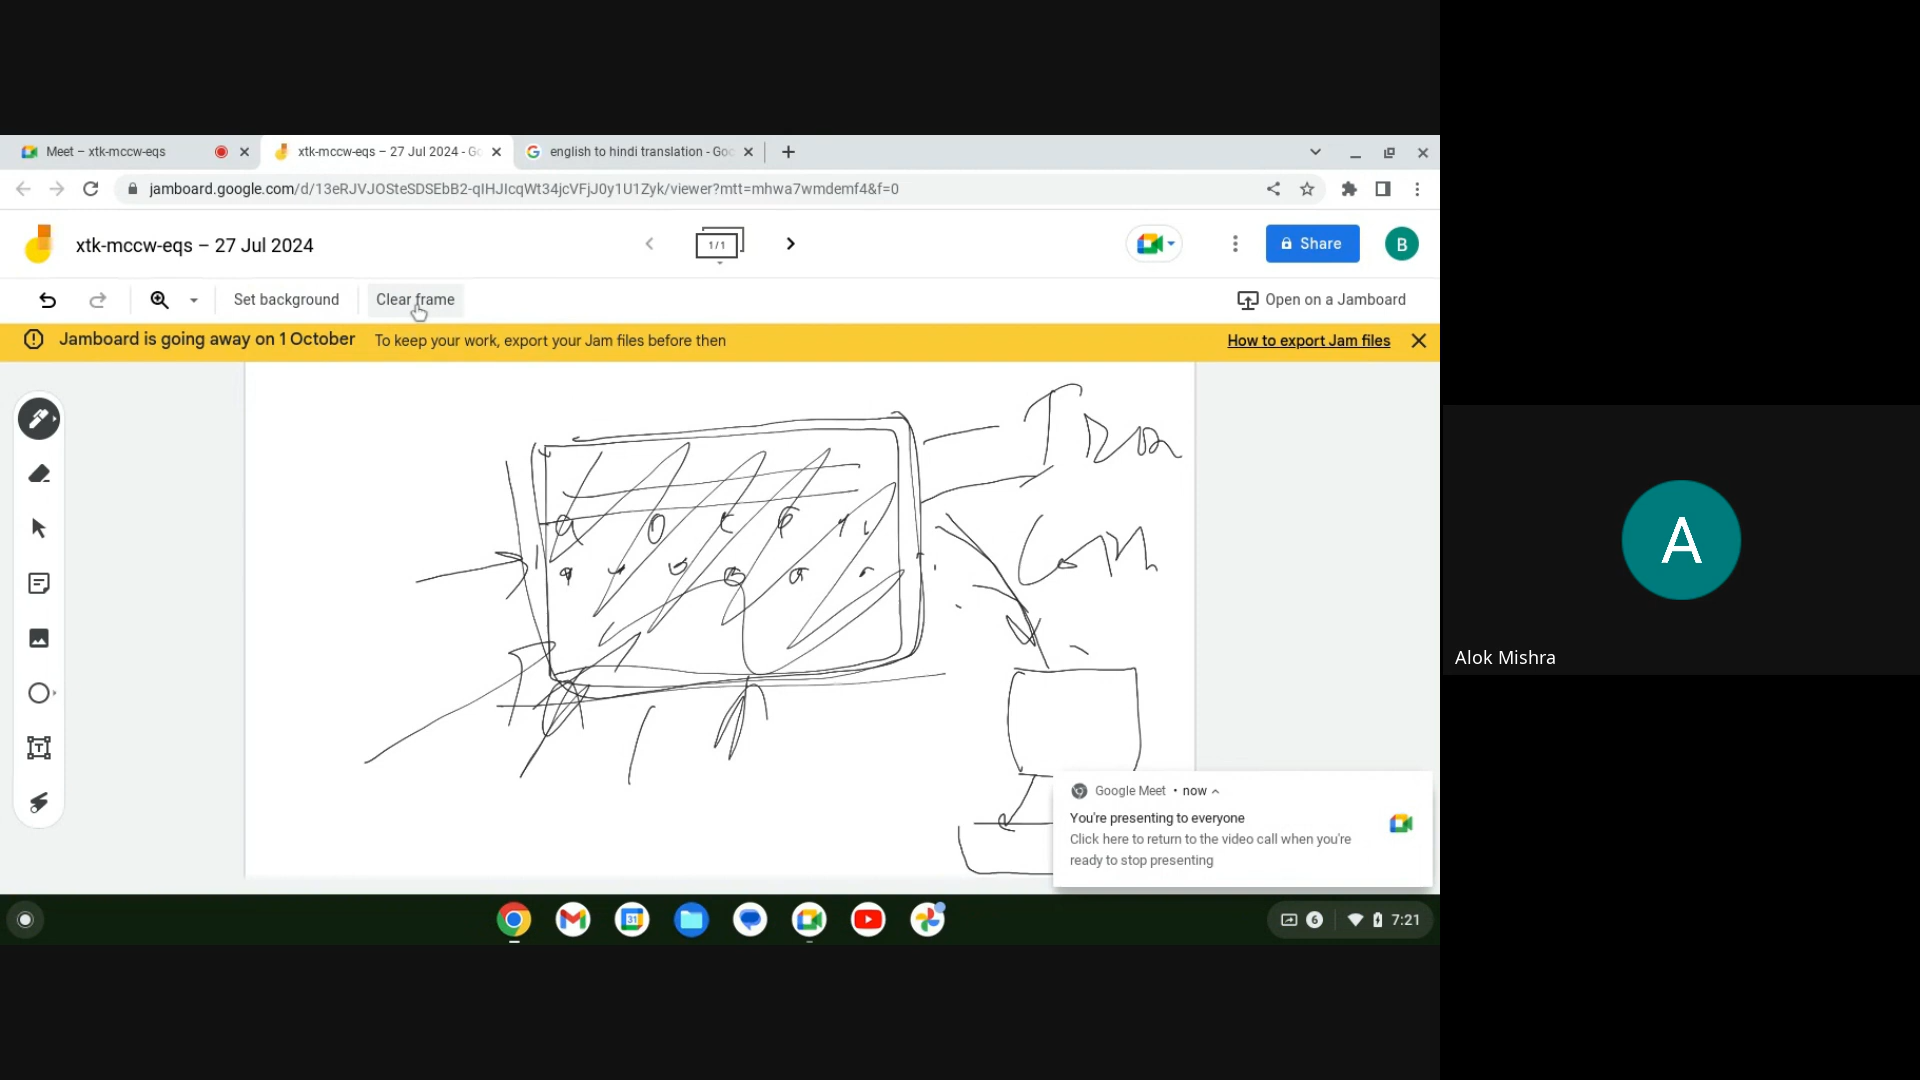 Meet – xtk-mccw-eqs
xtk-mccw-eqs – 27 Jul 2024 - Go
english to hindi translation - Goo
jamboard.google.com/d/13eRJVJOSteSDSEbB2-qIHJIcqWt34jcVFjJ0y1U1Zyk/viewer?mtt=mhwa7wmdemf4&f=0
xtk-mccw-eqs – 27 Jul 2024
1/1
Share
B
Set background
Clear frame
Open on a Jamboard
Jamboard is going away on 1 October
To keep your work, export your Jam files before then
How to export Jam files
Google Meet • now
You're presenting to everyone
Click here to return to the video call when you're
ready to stop presenting
31
6
7:21
A
Alok Mishra